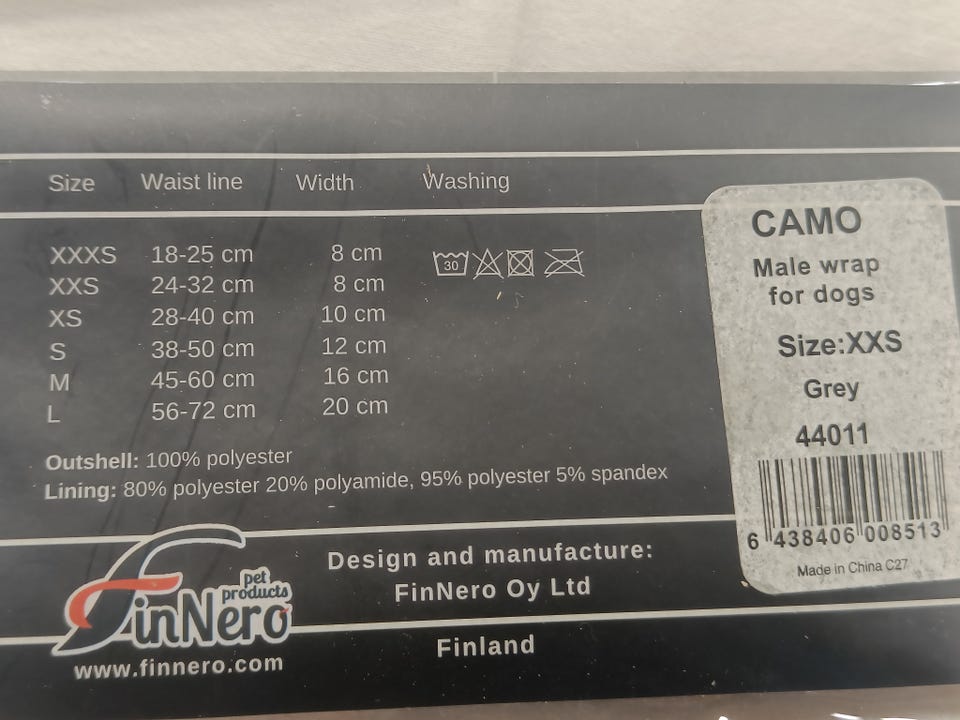 Size Waist line Width Washing
XXXS 18-25 cm 8 cm 30
XXS 24-32 cm 8 cm
XS 28-40 cm 10 cm
S 38-50 cm 12 cm
M 45-60 cm 16 cm
L 56-72 cm 20 cm
Outshell: 100% polyester
Lining: 80% polyester 20% polyamide, 95% polyester 5% spandex
pet
products
FinNero
www.finnero.com
Design and manufacture:
FinNero Oy Ltd
Finland
CAMO
Male wrap
for dogs
Size:XXS
Grey
44011
6 438406 008513
Made in China C27